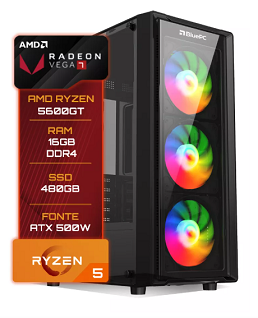 AMD
RADEON
VEGA 7
AMD RYZEN
5600GT
RAM
16GB
DDR4
SSD
480GB
FONTE
ATX 500W
RYZEN 5
BluePC